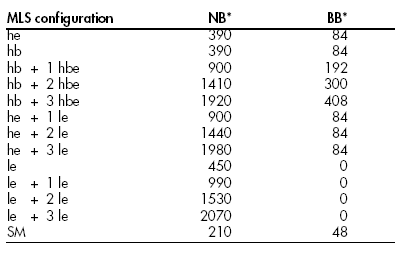 MLS configuration NB* BB*
he 390 84
hb 390 84
hb + 1 hbe 900 192
hb + 2 hbe 1410 300
hb + 3 hbe 1920 408
he + 1 le 900 84
he + 2 le 1440 84
he + 3 le 1980 84
le 450 0
le + 1 le 990 0
le + 2 le 1530 0
le + 3 le 2070 0
SM 210 48